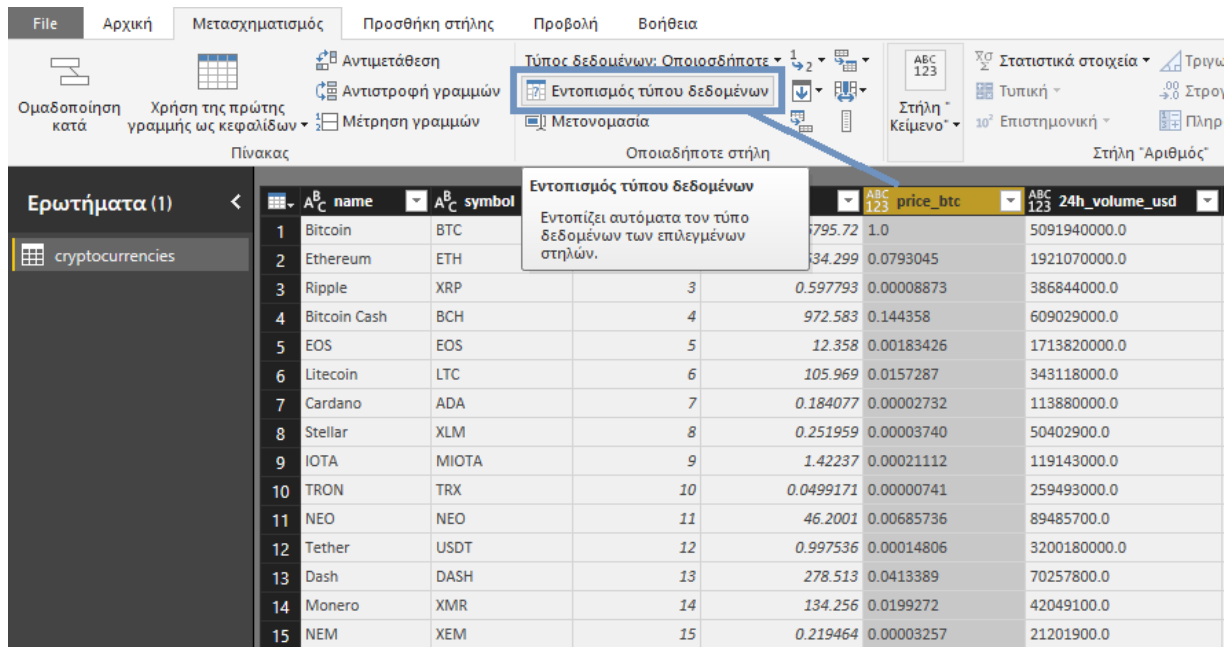 File Αρχική Μετασχηματισμός Προσθήκη στήλης Προβολή Βοήθεια
Ομαδοποίηση κατά
Χρήση της πρώτης γραμμής ως κεφαλίδων
Αντιμετάθεση
Αντιστροφή γραμμών
Μέτρηση γραμμών
Πίνακας
Τύπος δεδομένων: Οποιοσδήποτε
Εντοπισμός τύπου δεδομένων
Μετονομασία
Οποιαδήποτε στήλη
ABC
123
Στήλη "
Κείμενο"
Στατιστικά στοιχεία
Τυπική
10² Επιστημονική
Στήλη "Αριθμός"
Ερωτήματα (1)
cryptocurrencies
Εντοπισμός τύπου δεδομένων
Εντοπίζει αυτόματα τον τύπο
δεδομένων των επιλεγμένων
στηλών.
name symbol price_btc 24h_volume_usd
1 Bitcoin BTC 1.0 5091940000.0
2 Ethereum ETH 0.0793045 1921070000.0
3 Ripple XRP 3 0.597793 0.00008873 386844000.0
4 Bitcoin Cash BCH 4 972.583 0.144358 609029000.0
5 EOS EOS 5 12.358 0.00183426 1713820000.0
6 Litecoin LTC 6 105.969 0.0157287 343118000.0
7 Cardano ADA 7 0.184077 0.00002732 113880000.0
8 Stellar XLM 8 0.251959 0.00003740 50402900.0
9 IOTA MIOTA 9 1.42237 0.00021112 119143000.0
10 TRON TRX 10 0.0499171 0.00000741 259493000.0
11 NEO NEO 11 46.2001 0.00685736 89485700.0
12 Tether USDT 12 0.997536 0.00014806 3200180000.0
13 Dash DASH 13 278.513 0.0413389 70257800.0
14 Monero XMR 14 134.256 0.0199272 42049100.0
15 NEM XEM 15 0.219464 0.00003257 21201900.0